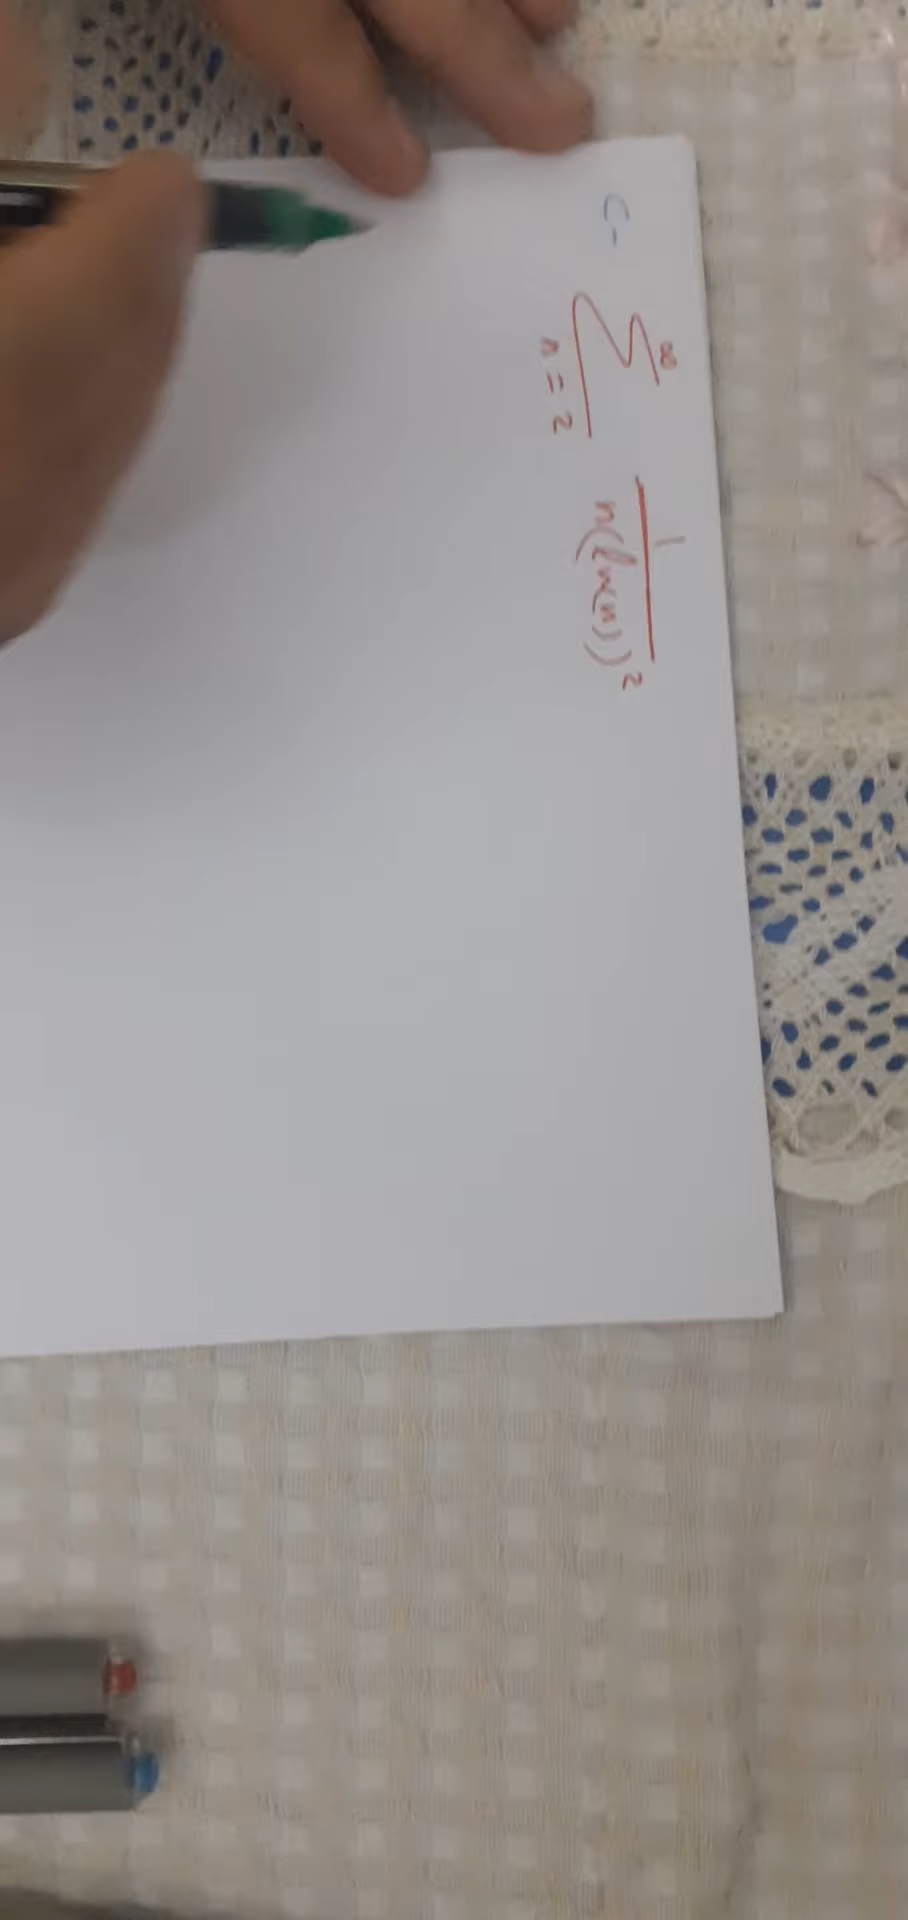 C- ∞
∑ 1
n = 2 n(ln(n))²